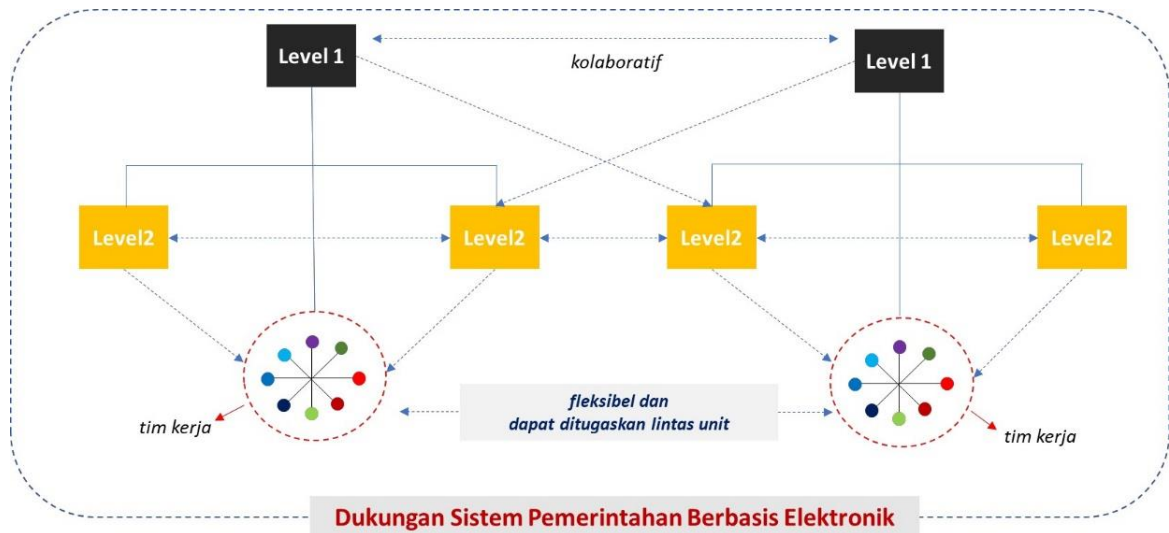 Level 1
Level 1
kolaboratif
Level2
Level2
Level2
Level2
fleksibel dan
dapat ditugaskan lintas unit
tim kerja
tim kerja
Dukungan Sistem Pemerintahan Berbasis Elektronik